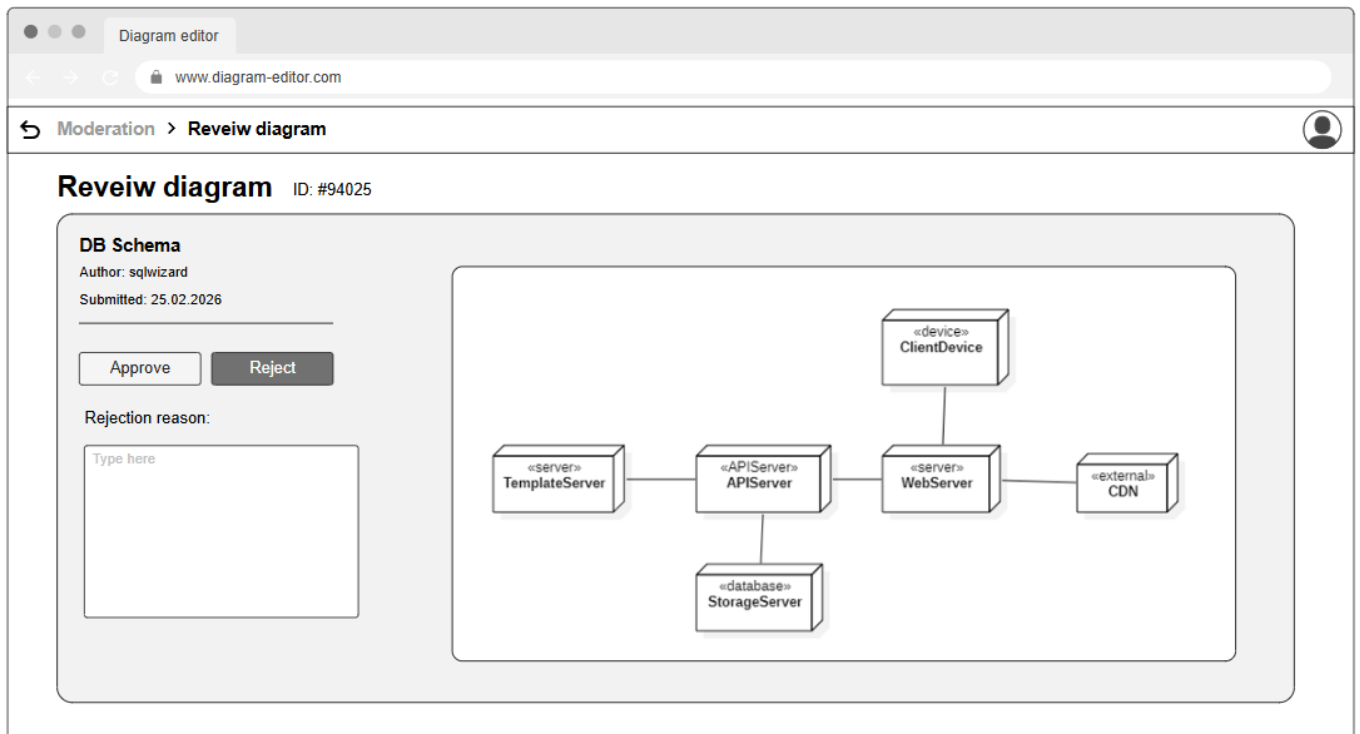 Diagram editor
www.diagram-editor.com
Moderation > Reveiw diagram
Reveiw diagram ID: #94025
DB Schema
Author: sqlwizard
Submitted: 25.02.2026
Approve Reject
Rejection reason:
Type here
«device»
ClientDevice
«server»
TemplateServer
«APIServer»
APIServer
«server»
WebServer
«external»
CDN
«database»
StorageServer